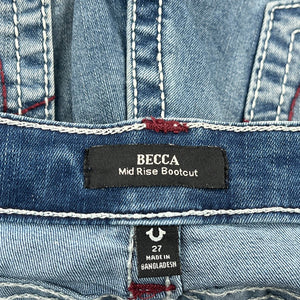 BECCA
Mid Rise Bootcut
27
MADE IN
BANGLADESH